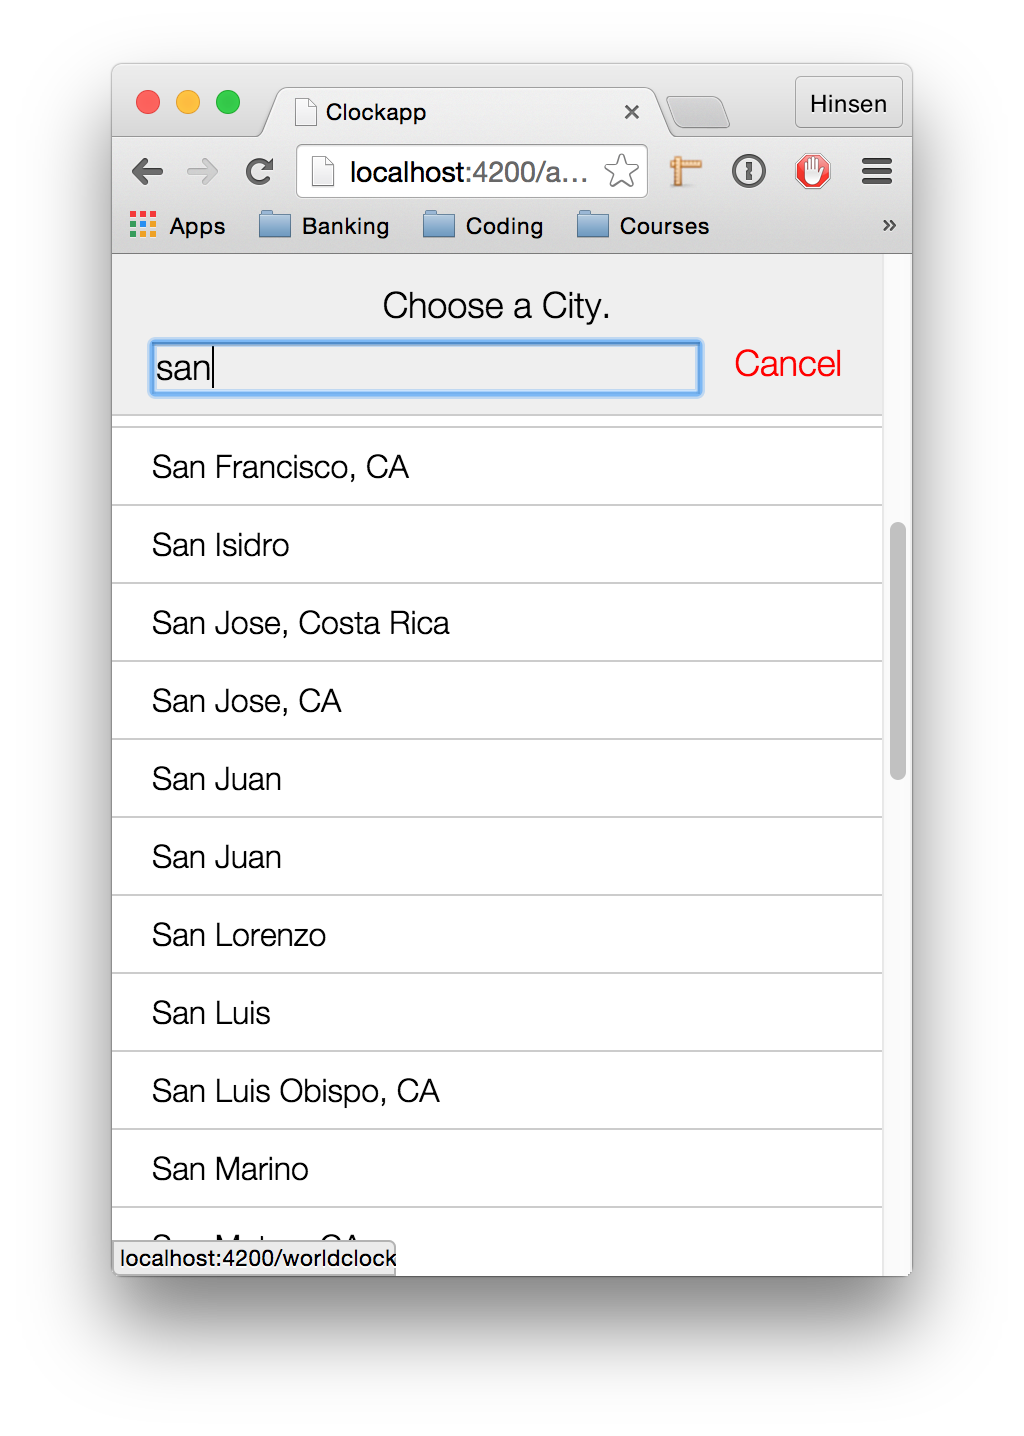 Clockapp
Hinsen
localhost:4200/a...
Apps Banking Coding Courses »
Choose a City.
san
Cancel
San Francisco, CA
San Isidro
San Jose, Costa Rica
San Jose, CA
San Juan
San Juan
San Lorenzo
San Luis
San Luis Obispo, CA
San Marino
localhost:4200/worldclock